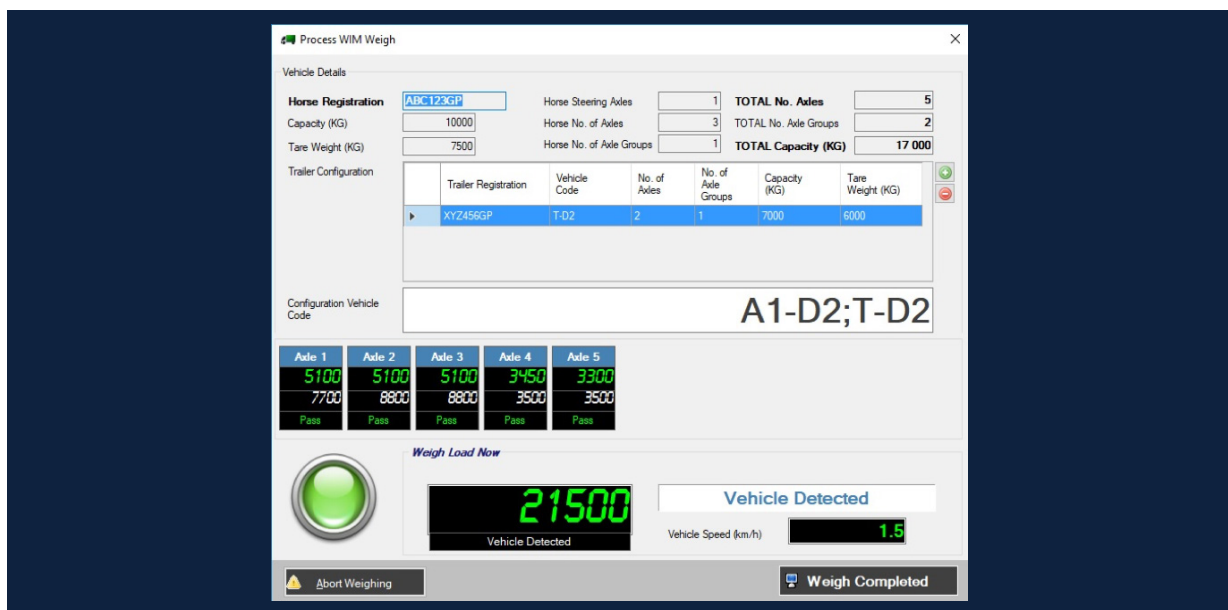 Process WIM Weigh
Vehicle Details
Horse Registration ABC123GP Horse Steering Axles 1 TOTAL No. Axles 5
Capacity (KG) 10000 Horse No. of Axles 3 TOTAL No. Axle Groups 2
Tare Weight (KG) 7500 Horse No. of Axle Groups 1 TOTAL Capacity (KG) 17 000
Trailer Configuration
Trailer Registration Vehicle Code No. of Axles No. of Axle Groups Capacity (KG) Tare Weight (KG)
XYZ456GP T-D2 2 1 7000 6000
Configuration Vehicle
Code
A1-D2;T-D2
Axle 1 Axle 2 Axle 3 Axle 4 Axle 5
5100 5100 5100 3450 3300
7700 8800 8800 3500 3500
Pass Pass Pass Pass Pass
Weigh Load Now
21500
Vehicle Detected
Vehicle Detected
Vehicle Speed (km/h) 1.5
Abort Weighing Weigh Completed